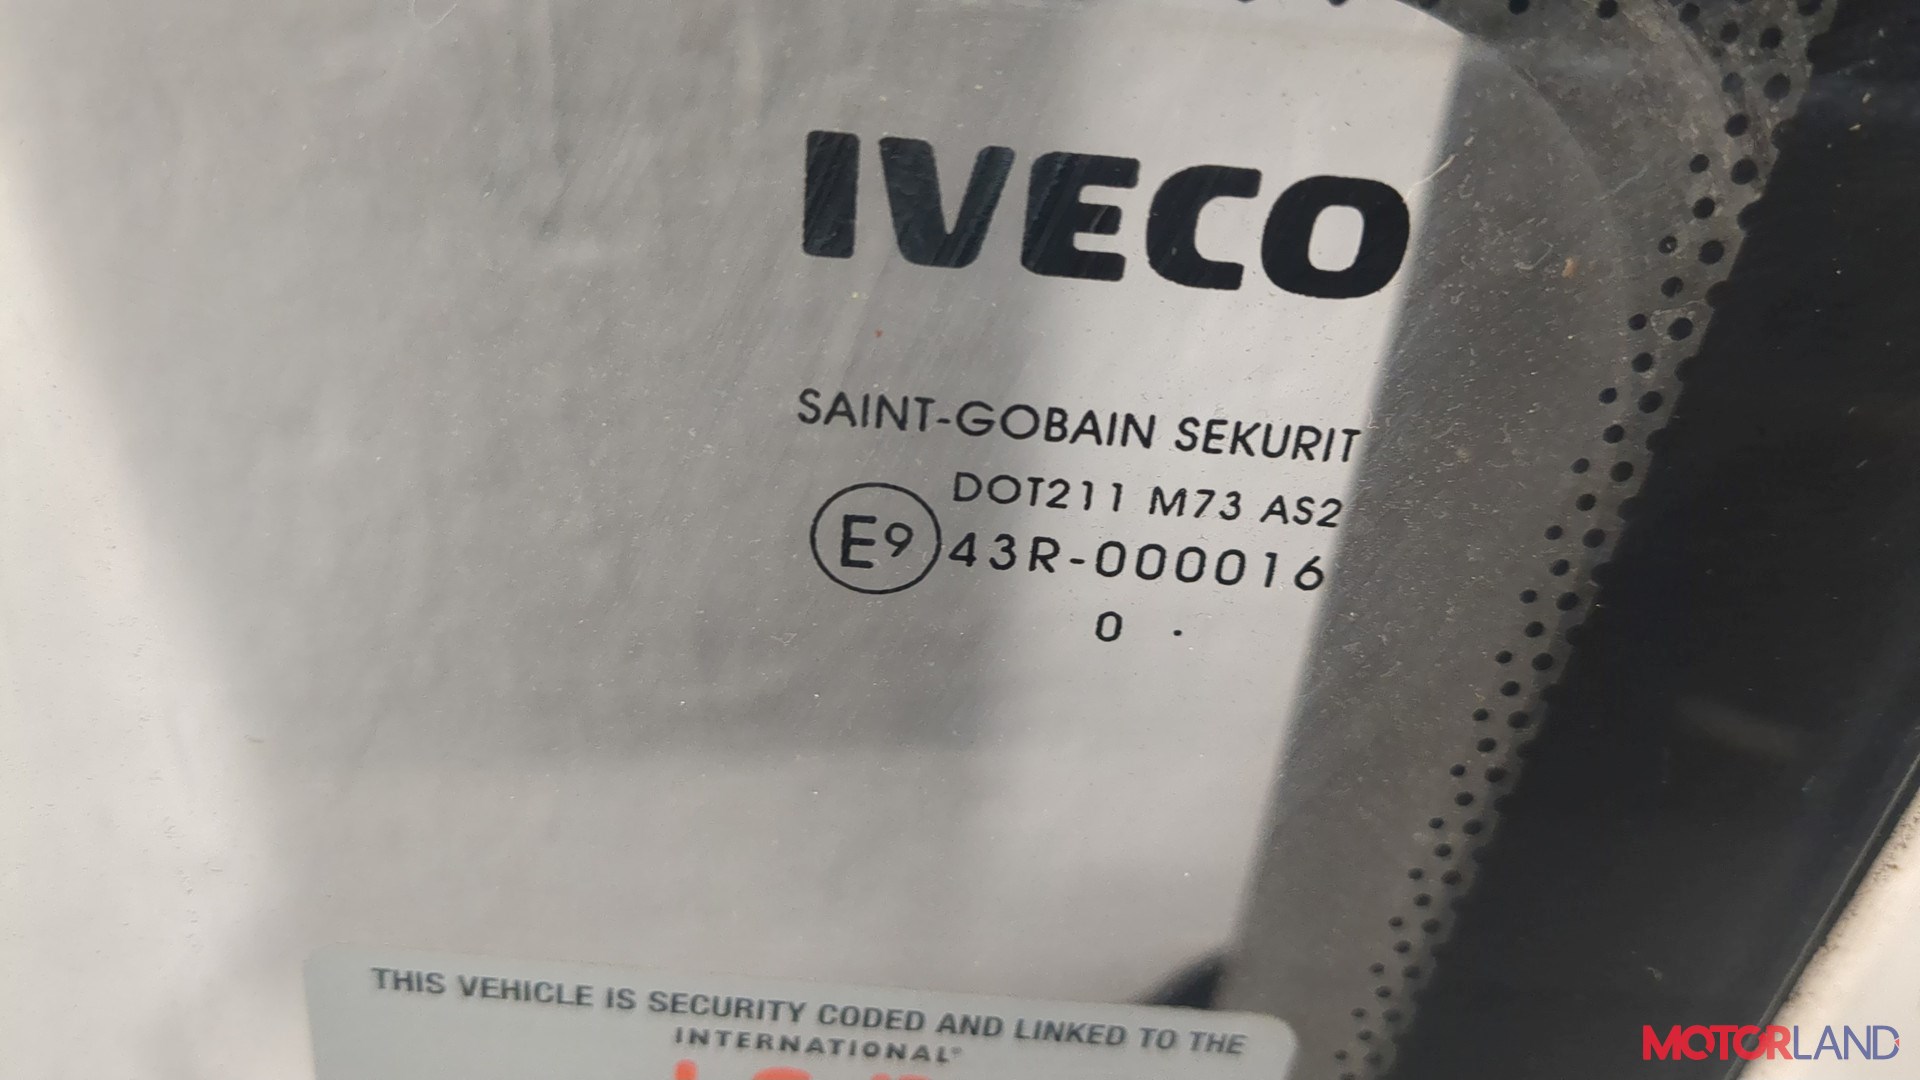 IVECO
SAINT-GOBAIN SEKURIT
DOT211 M73 AS2
E9 43R-000016
0 .
THIS VEHICLE IS SECURITY CODED AND LINKED TO THE
INTERNATIONAL®
MOTORLAND